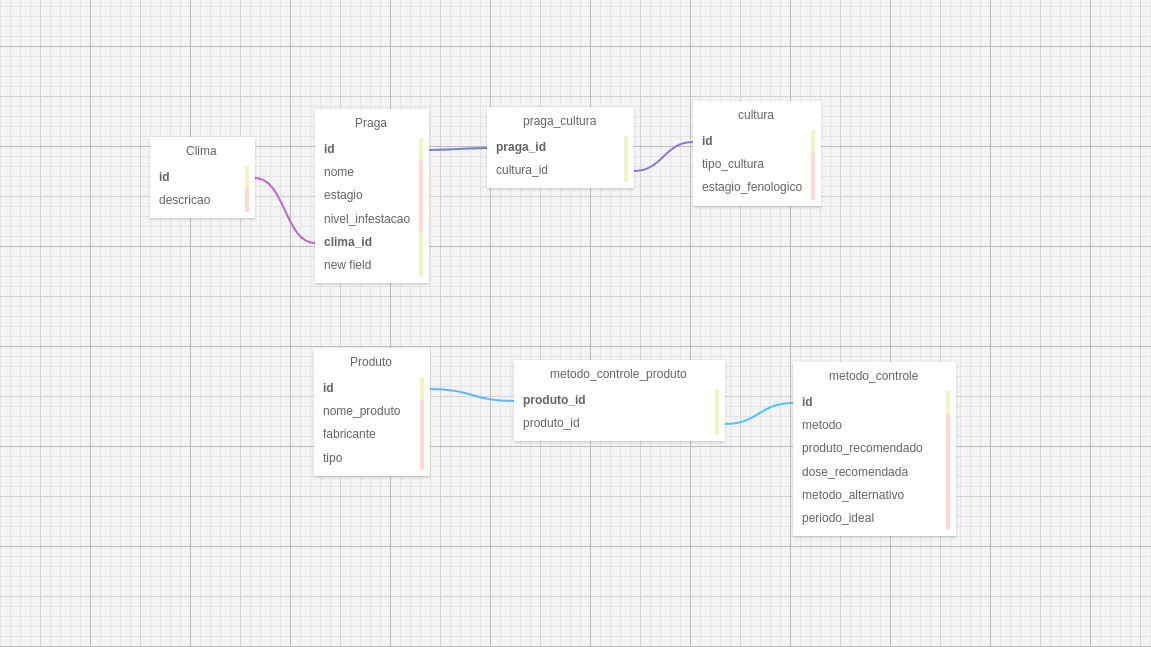 Clima
id
descricao
Praga
id
nome
estagio
nivel_infestacao
clima_id
new field
praga_cultura
praga_id
cultura_id
cultura
id
tipo_cultura
estagio_fenologico
Produto
id
nome_produto
fabricante
tipo
metodo_controle_produto
produto_id
produto_id
metodo_controle
id
metodo
produto_recomendado
dose_recomendada
metodo_alternativo
periodo_ideal